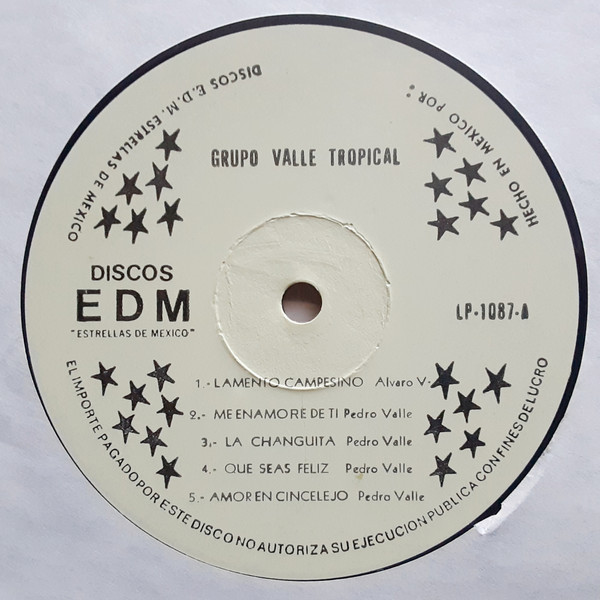 HECHO EN MEXICO POR :
DISCOS E.D.M. ESTRELLAS DE MEXICO
GRUPO VALLE TROPICAL
DISCOS
EDM
"ESTRELLAS DE MEXICO"
LP-1087-A
1.- LAMENTO CAMPESINO Alvaro V.
2.- ME ENAMORE DE TI Pedro Valle
3.- LA CHANGUITA Pedro Valle
4.- QUE SEAS FELIZ Pedro Valle
5.- AMOR EN CINCELEJO Pedro Valle
EL IMPORTE PAGADO POR ESTE DISCO NO AUTORIZA SU EJECUCION PUBLICA CON FINES DE LUCRO